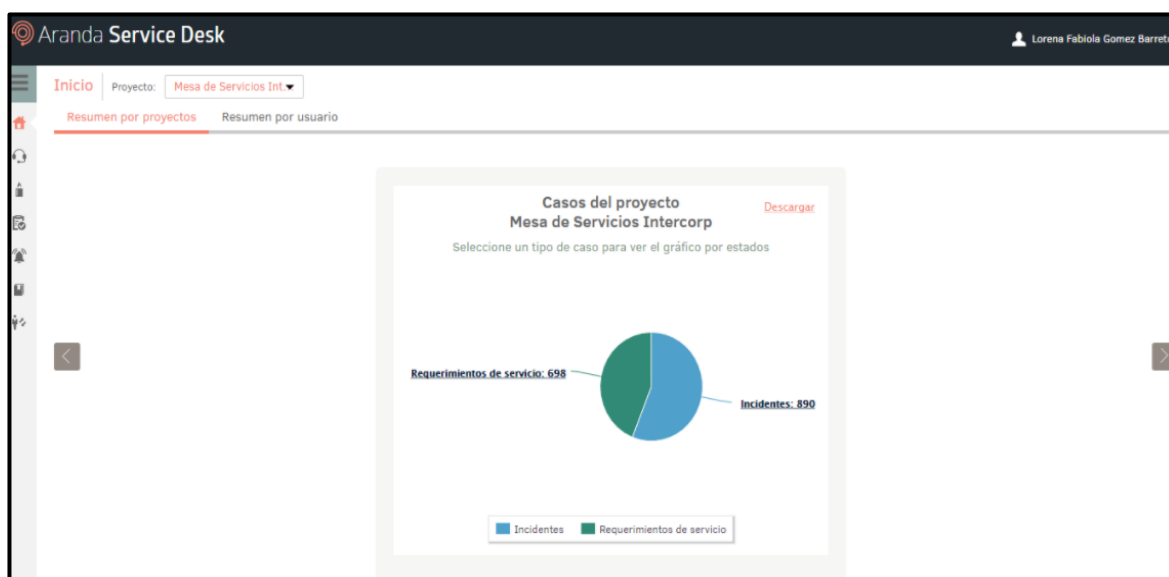 Aranda Service Desk
Lorena Fabiola Gomez Barreto
Inicio
Proyecto:
Mesa de Servicios Int.
Resumen por proyectos
Resumen por usuario
Casos del proyecto
Mesa de Servicios Intercorp
Descargar
Seleccione un tipo de caso para ver el gráfico por estados
Requerimientos de servicio: 698
Incidentes: 890
Incidentes
Requerimientos de servicio